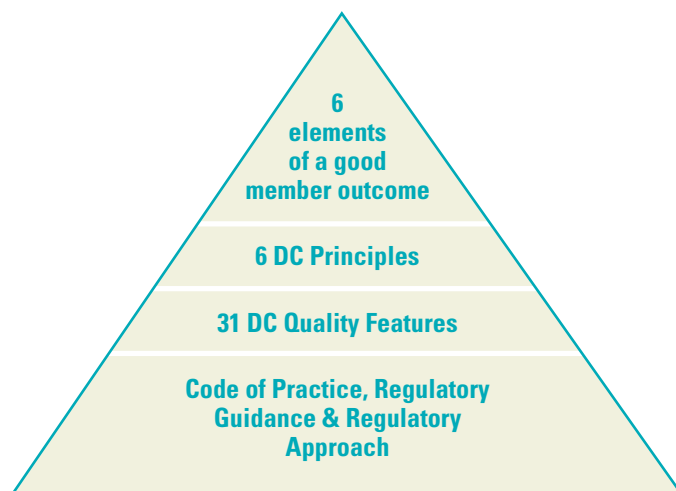 6
elements
of a good
member outcome
6 DC Principles
31 DC Quality Features
Code of Practice, Regulatory
Guidance & Regulatory
Approach